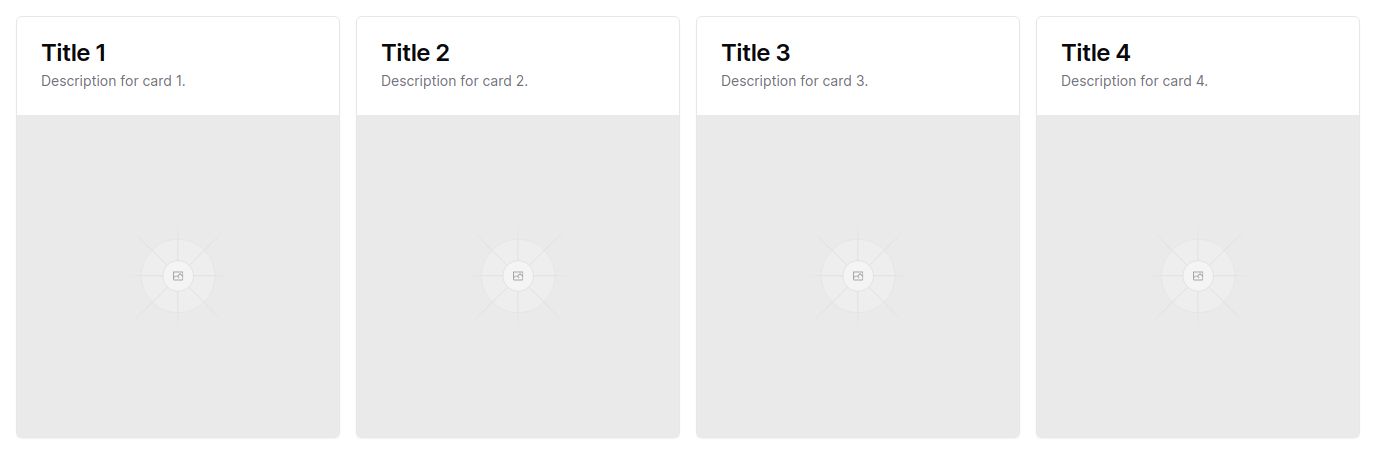 Title 1
Description for card 1.
Title 2
Description for card 2.
Title 3
Description for card 3.
Title 4
Description for card 4.